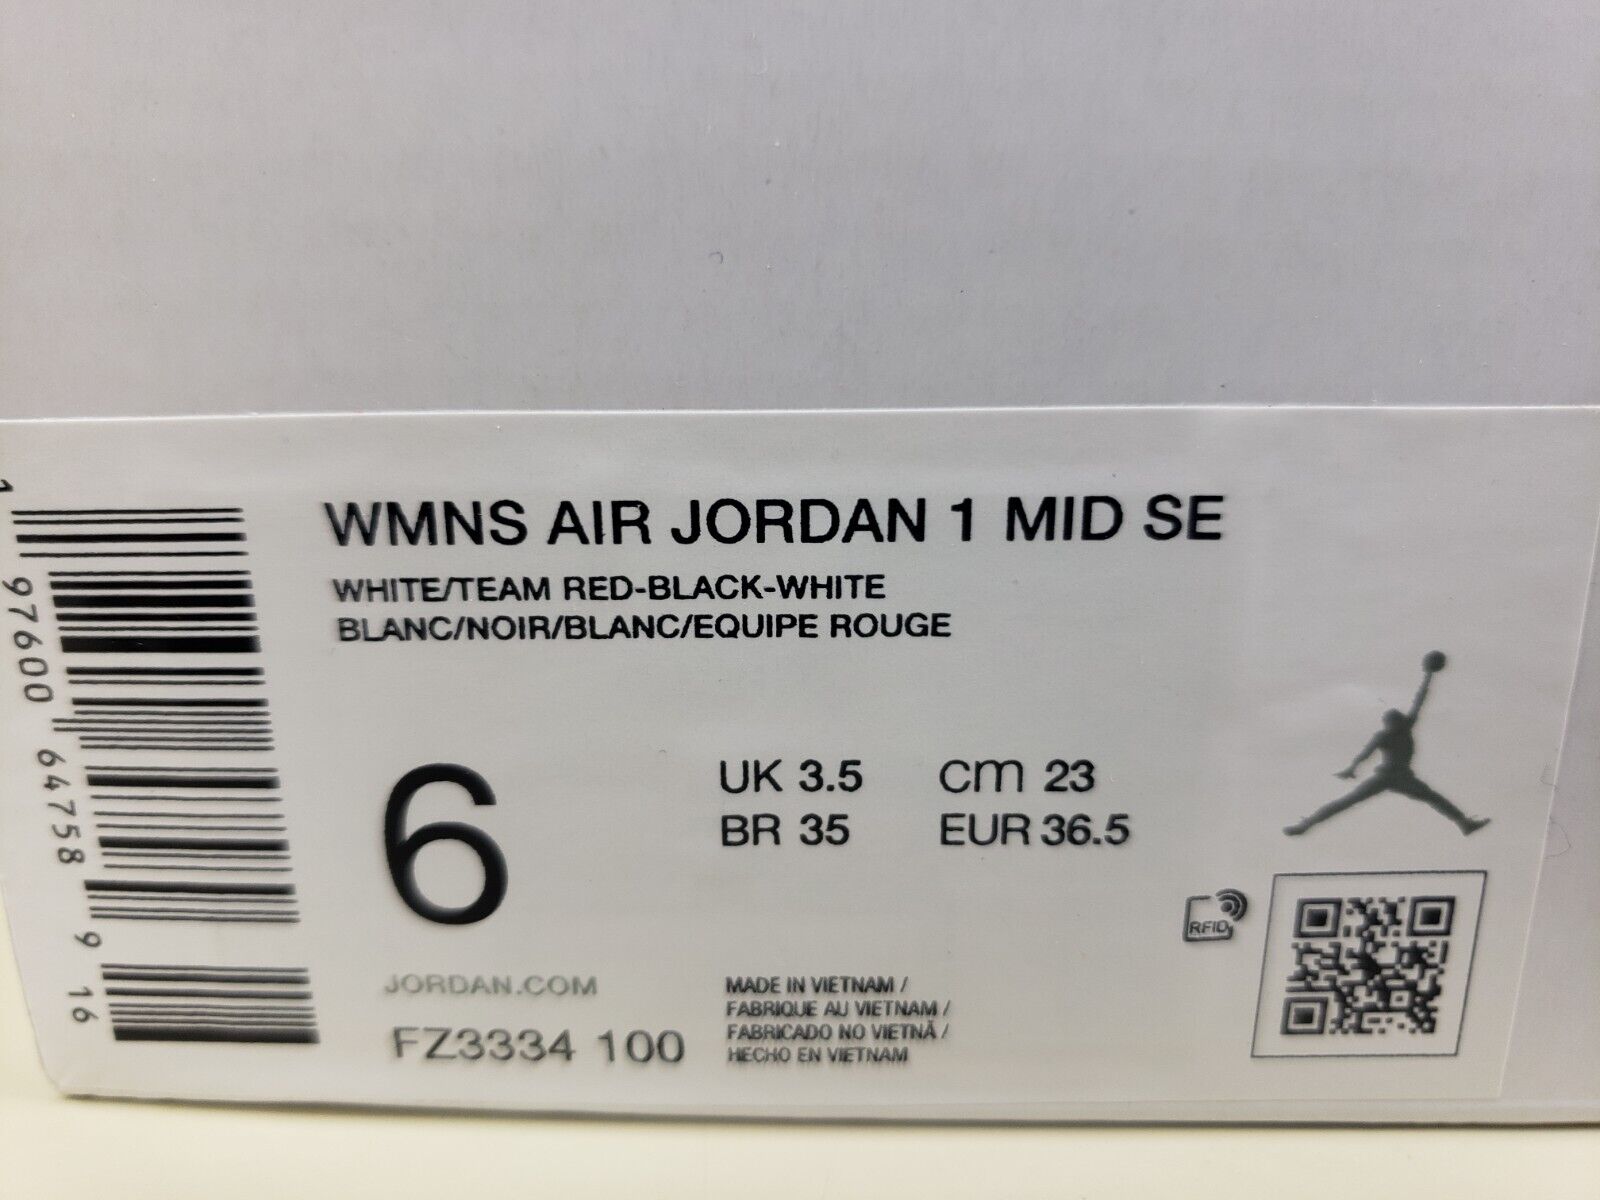 WMNS AIR JORDAN 1 MID SE
WHITE/TEAM RED-BLACK-WHITE
BLANC/NOIR/BLANC/EQUIPE ROUGE
6
UK 3.5 CM 23
BR 35 EUR 36.5
JORDAN.COM
FZ3334 100
MADE IN VIETNAM /
FABRIQUE AU VIETNAM /
FABRICADO NO VIETNÃ /
HECHO EN VIETNAM
RFID
1 97600 64758 9 16